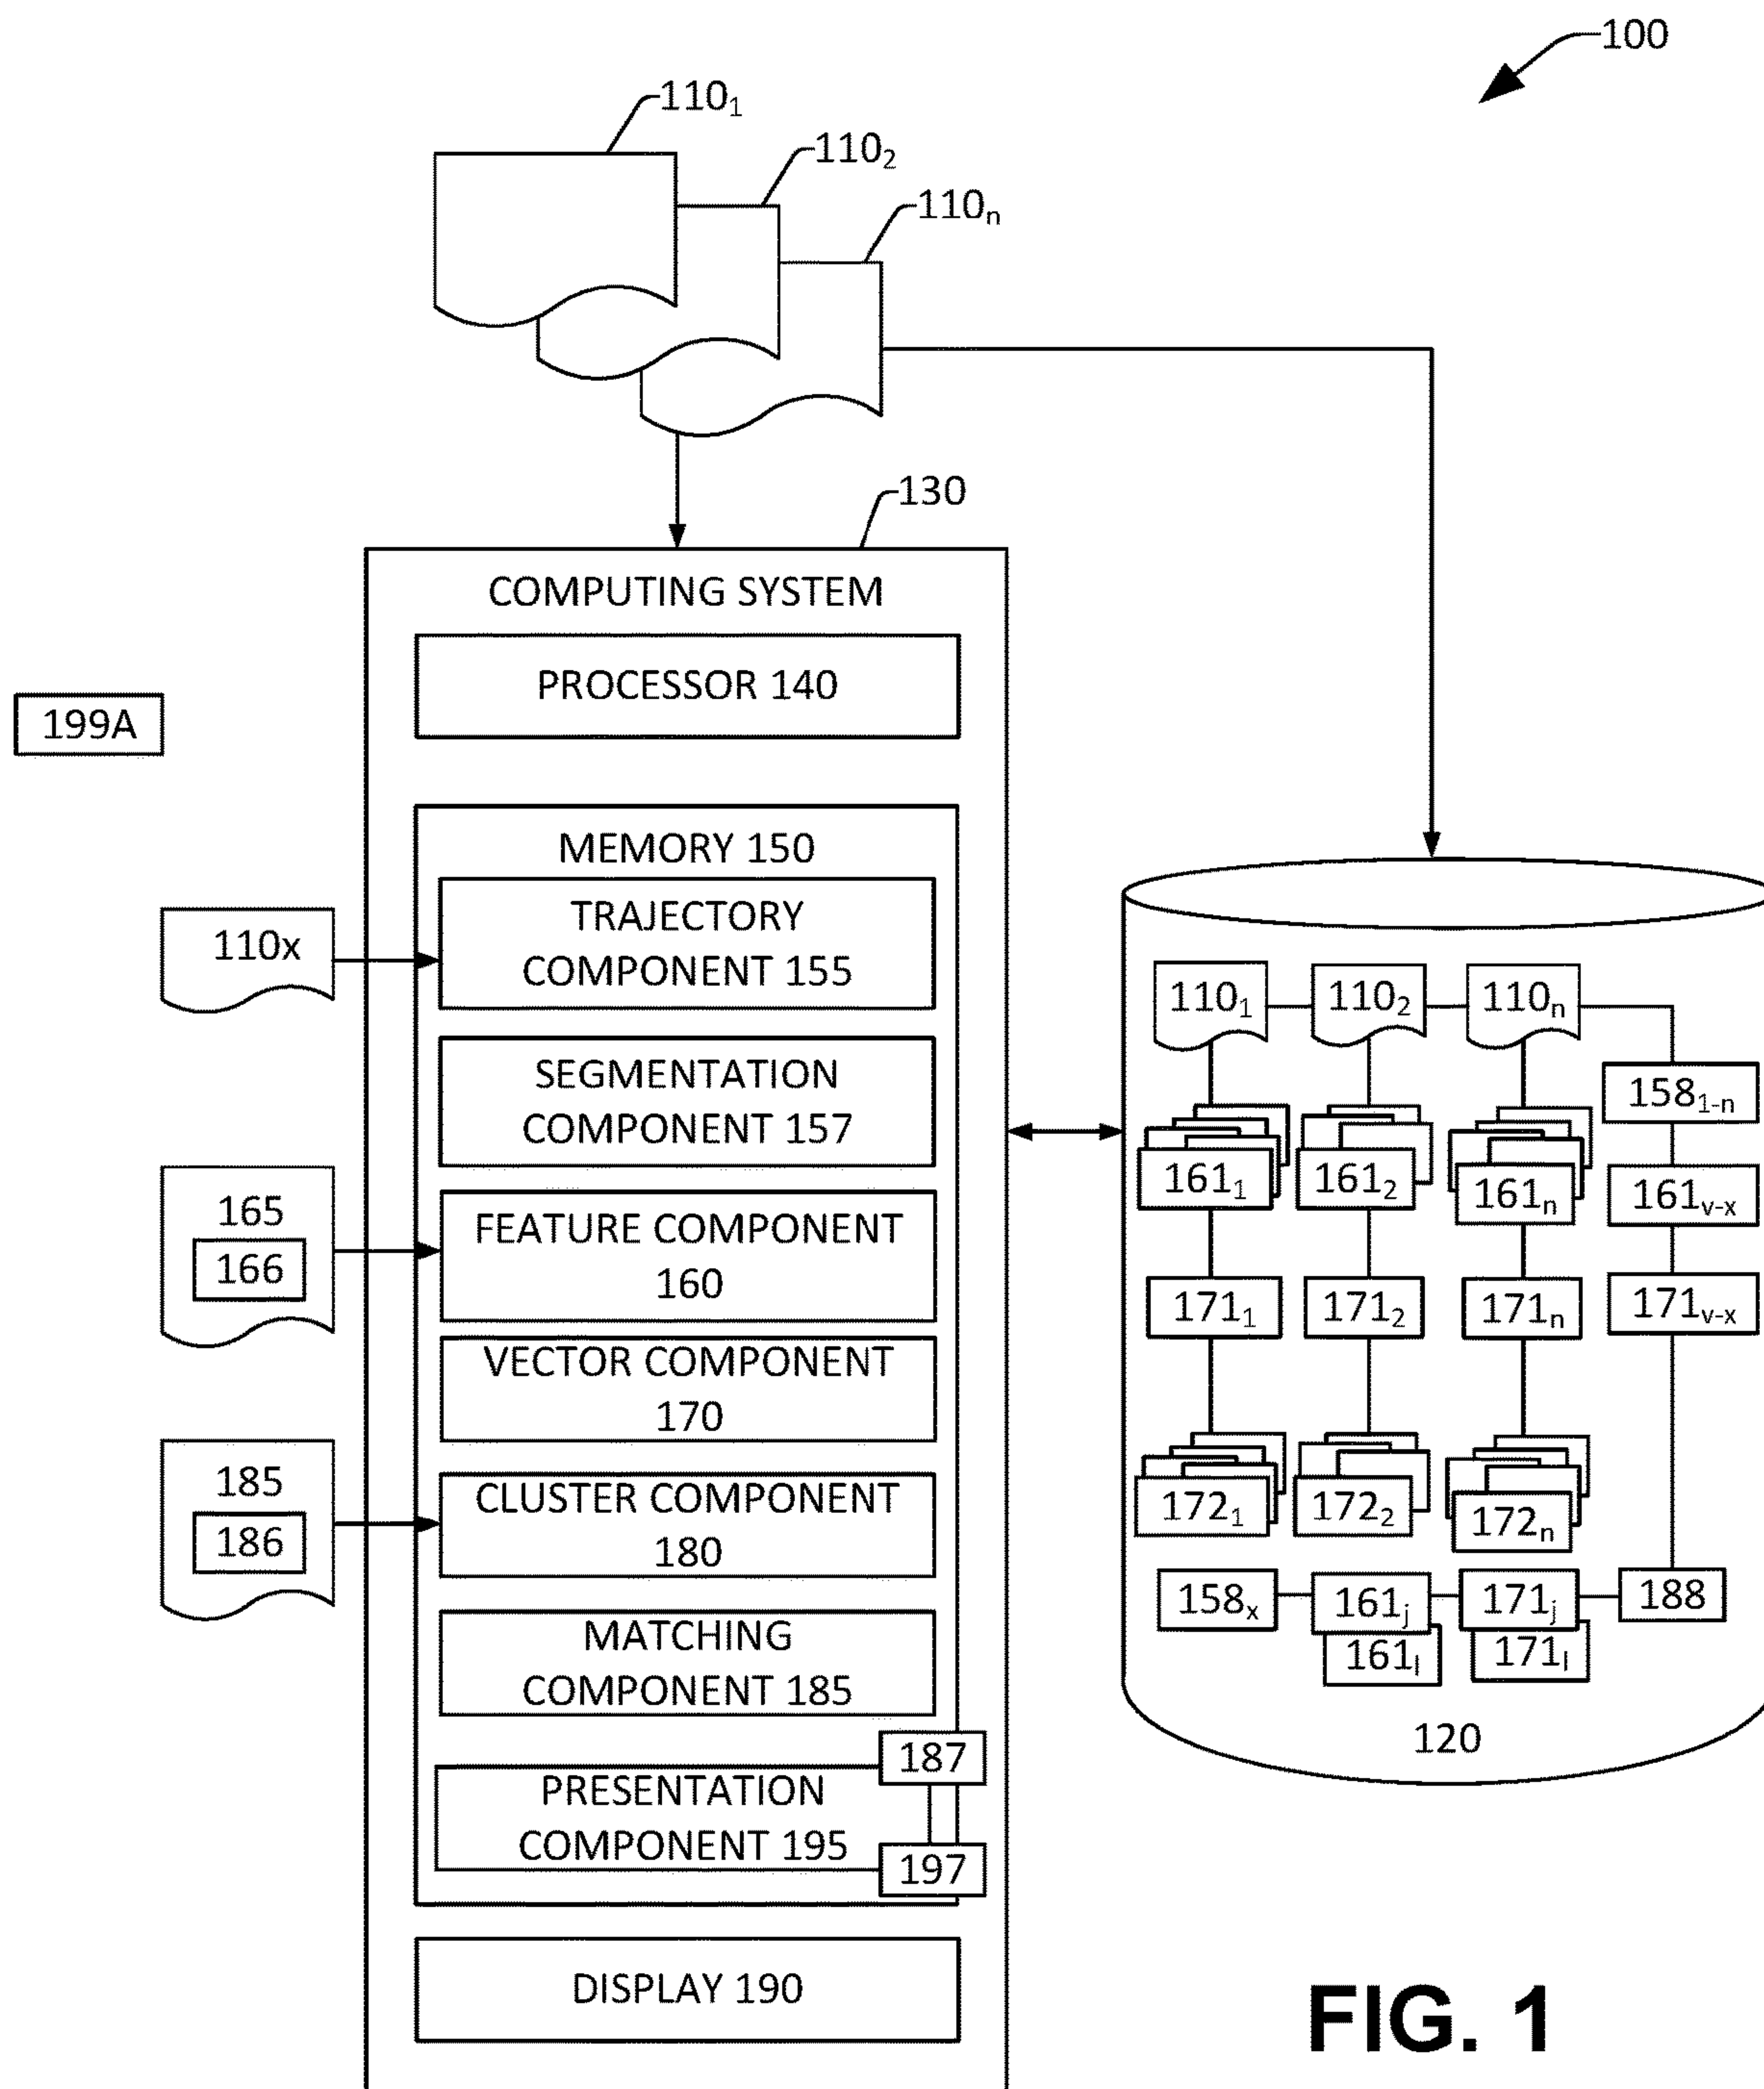 100
110₁
110₂
110ₙ
130
COMPUTING SYSTEM
PROCESSOR 140
199A
MEMORY 150
TRAJECTORY
COMPONENT 155
110x
SEGMENTATION
COMPONENT 157
165
166
FEATURE COMPONENT
160
VECTOR COMPONENT
170
185
186
CLUSTER COMPONENT
180
MATCHING
COMPONENT 185
187
PRESENTATION
COMPONENT 195
197
DISPLAY 190
110₁ 110₂ 110ₙ
158₁₋ₙ
161₁ 161₂ 161ₙ 161ᵥ₋ₓ
171₁ 171₂ 171ₙ 171ᵥ₋ₓ
172₁ 172₂ 172ₙ
158ₓ 161ⱼ 171ⱼ 188
161ₗ 171ₗ
120
FIG. 1